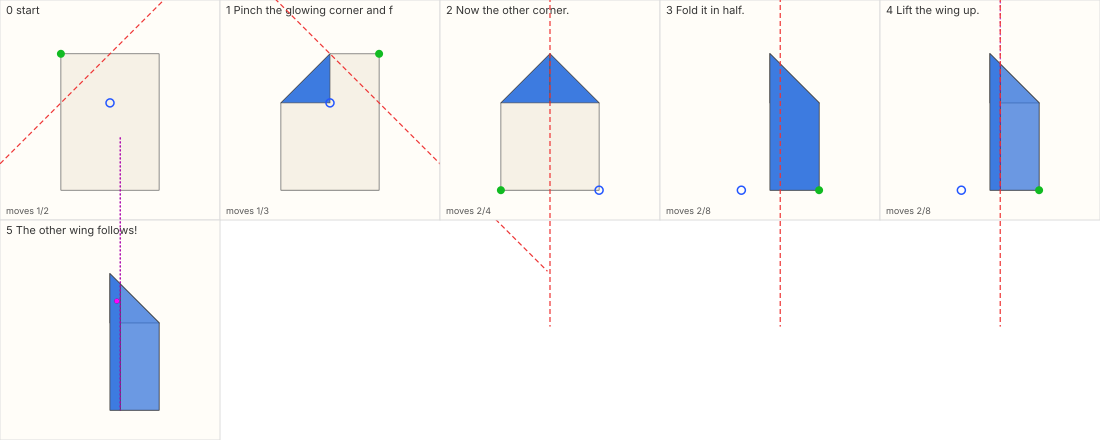 0 start
1 Pinch the glowing corner and f
2 Now the other corner.
3 Fold it in half.
4 Lift the wing up.
moves 1/2
moves 1/3
moves 2/4
moves 2/8
moves 2/8
5 The other wing follows!